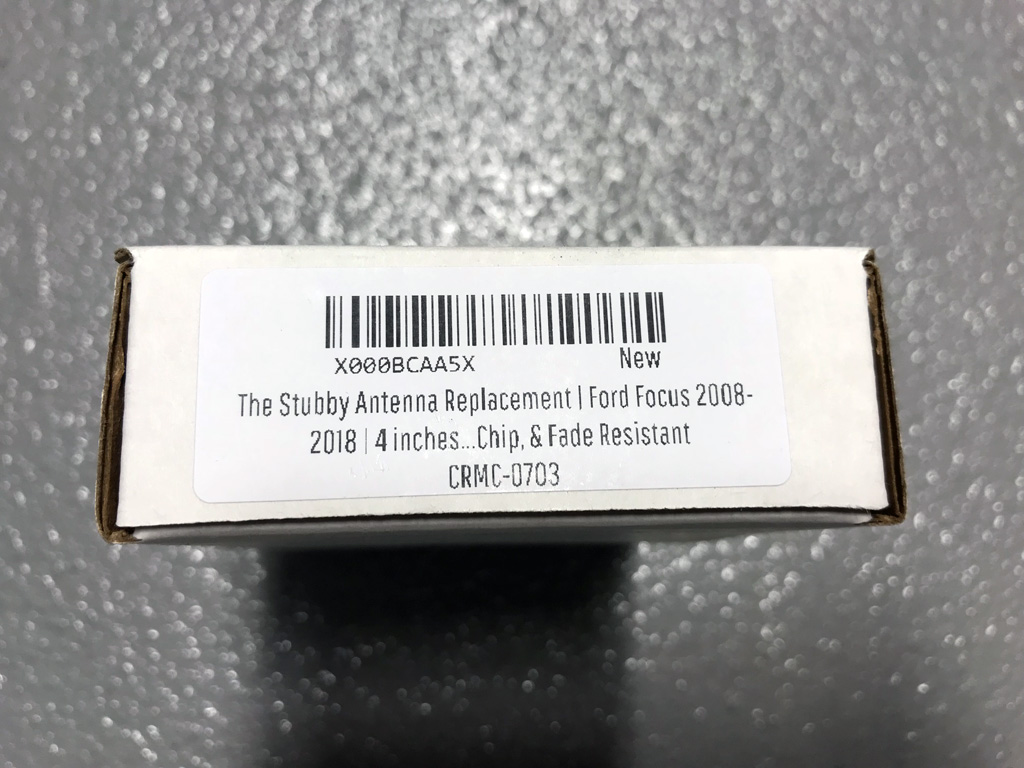 X000BCAA5X
New
The Stubby Antenna Replacement | Ford Focus 2008-
2018 | 4 inches...Chip, & Fade Resistant
CRMC-0703